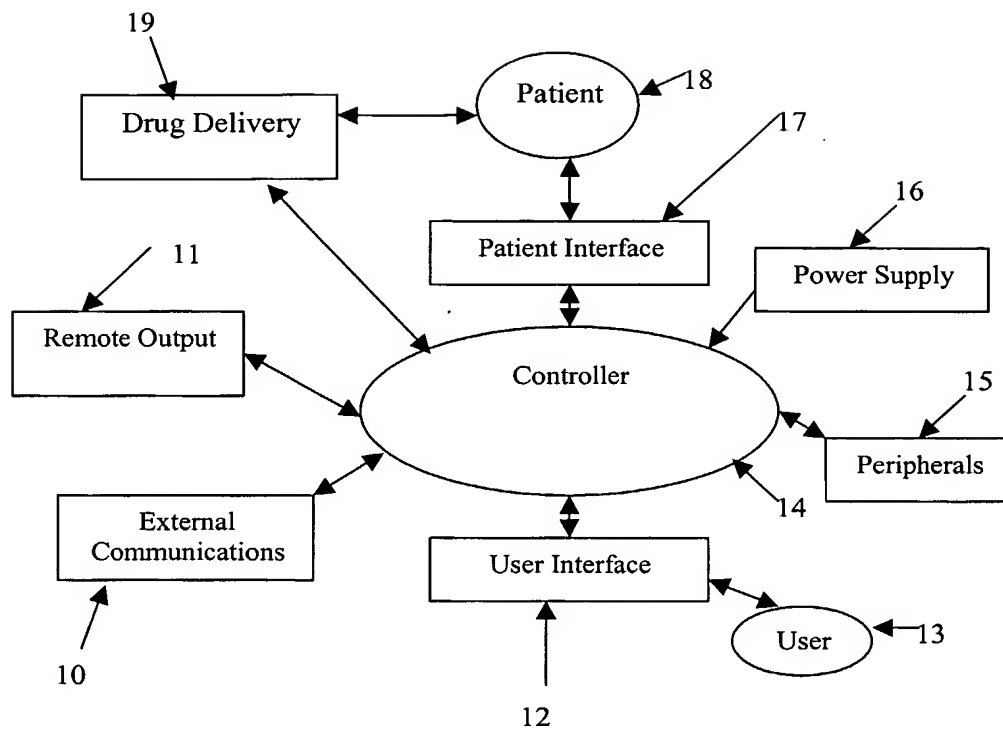 19
Patient
18
Drug Delivery
17
16
Patient Interface
Power Supply
11
Remote Output
Controller
15
Peripherals
14
External
Communications
User Interface
User
13
10
12